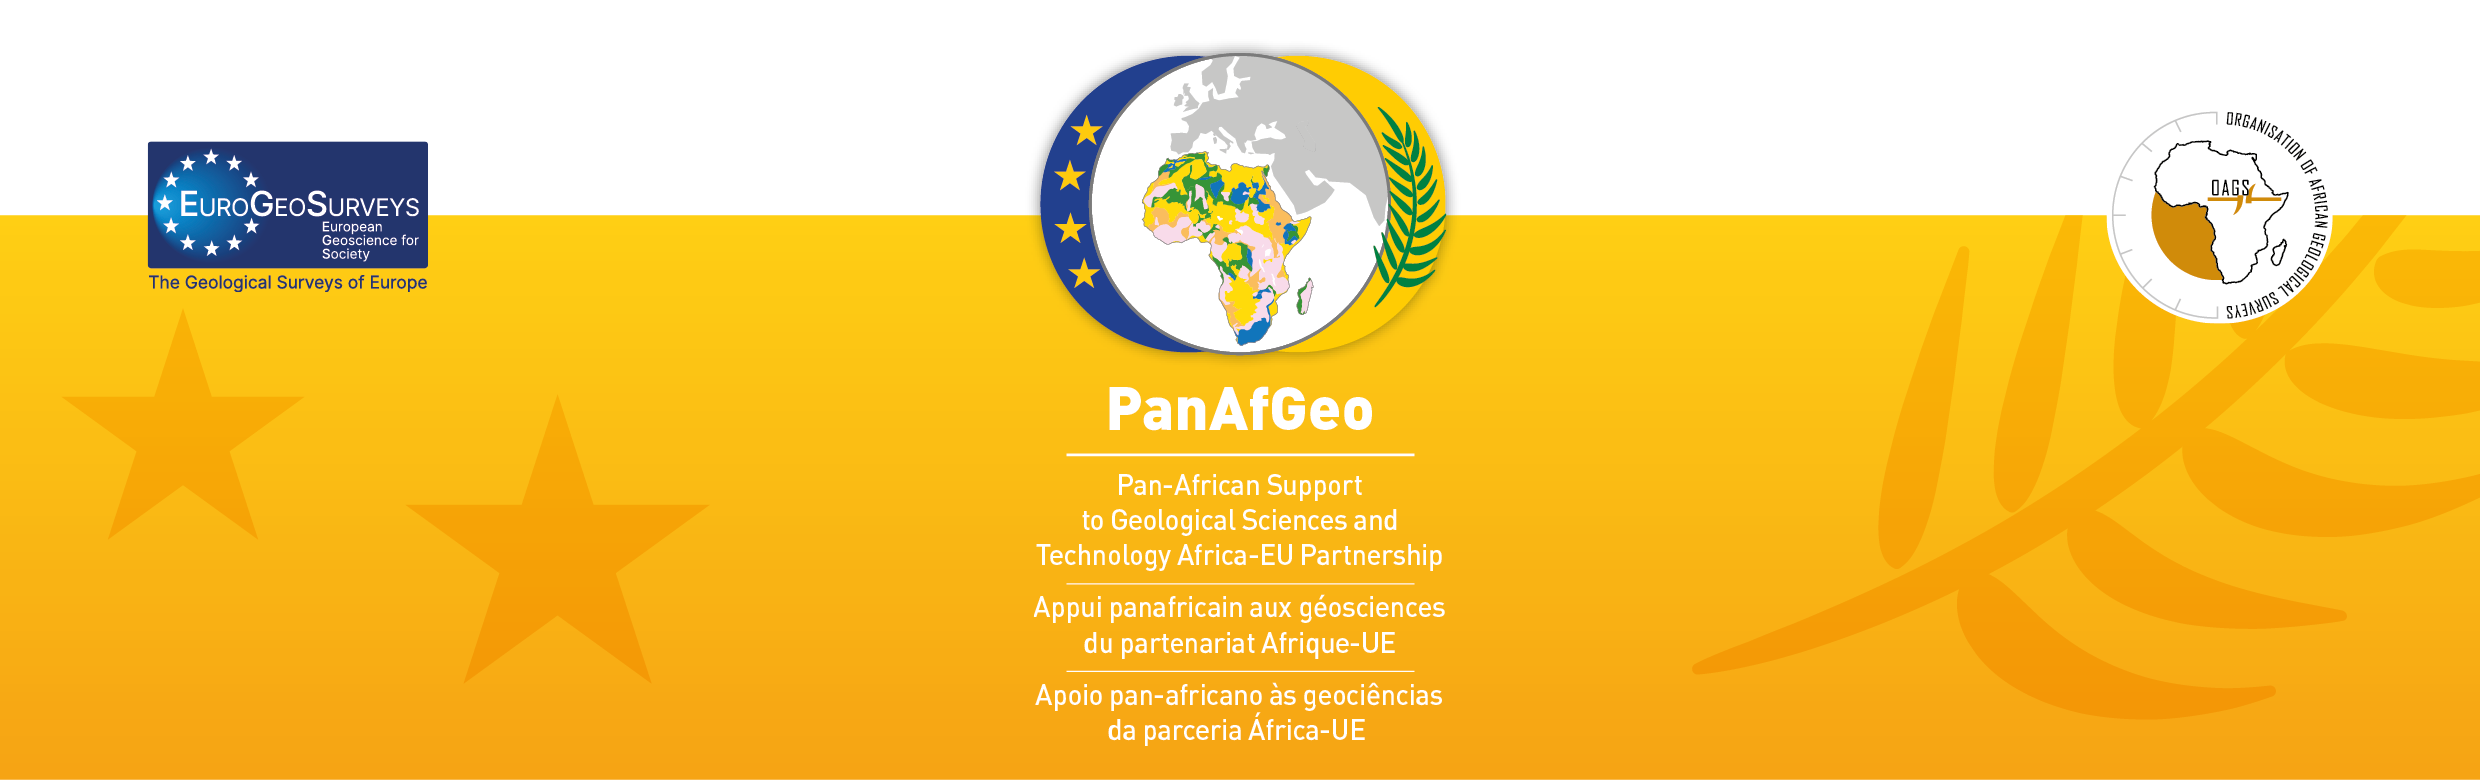 EUROGEOSURVEYS
European
Geoscience for
Society
The Geological Surveys of Europe
ORGANISATION OF AFRICAN GEOLOGICAL SURVEYS
OAGS
PanAfGeo
Pan-African Support
to Geological Sciences and
Technology Africa-EU Partnership
Appui panafricain aux géosciences
du partenariat Afrique-UE
Apoio pan-africano às geociências
da parceria África-UE